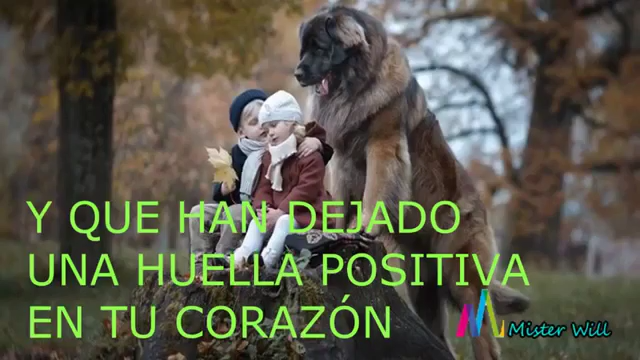 Y QUE HAN DEJADO
UNA HUELLA POSITIVA
EN TU CORAZÓN
Mister Will